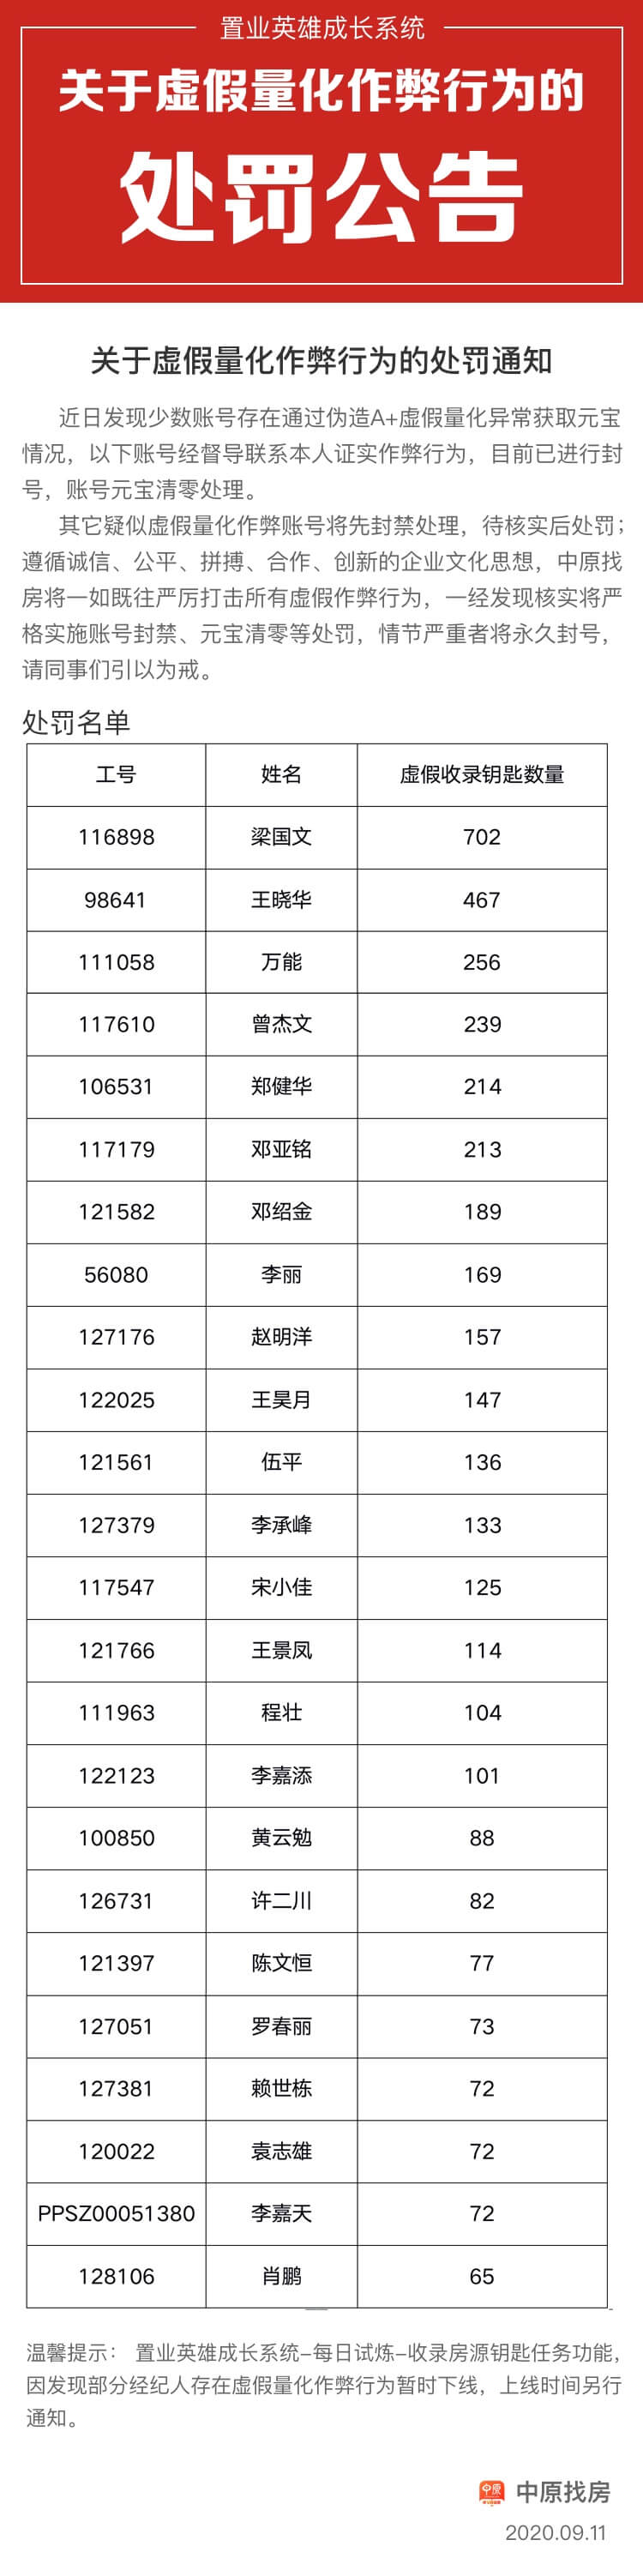 置业英雄成长系统
关于虚假量化作弊行为的
处罚公告
关于虚假量化作弊行为的处罚通知
近日发现少数账号存在通过伪造A+虚假量化异常获取元宝
情况，以下账号经督导联系本人证实作弊行为，目前已进行封
号，账号元宝清零处理。
其它疑似虚假量化作弊账号将先封禁处理，待核实后处罚；
遵循诚信、公平、拼搏、合作、创新的企业文化思想，中原找
房将一如既往严厉打击所有虚假作弊行为，一经发现核实将严
格实施账号封禁、元宝清零等处罚，情节严重者将永久封号，
请同事们引以为戒。
处罚名单
工号 姓名 虚假收录钥匙数量
116898 梁国文 702
98641 王晓华 467
111058 万能 256
117610 曾杰文 239
106531 郑健华 214
117179 邓亚铭 213
121582 邓绍金 189
56080 李丽 169
127176 赵明洋 157
122025 王昊月 147
121561 伍平 136
127379 李承峰 133
117547 宋小佳 125
121766 王景凤 114
111963 程壮 104
122123 李嘉添 101
100850 黄云勉 88
126731 许二川 82
121397 陈文恒 77
127051 罗春丽 73
127381 赖世栋 72
120022 袁志雄 72
PPSZ00051380 李嘉天 72
128106 肖鹏 65
温馨提示： 置业英雄成长系统-每日试炼-收录房源钥匙任务功能，
因发现部分经纪人存在虚假量化作弊行为暂时下线，上线时间另行
通知。
中原 中原找房
2020.09.11